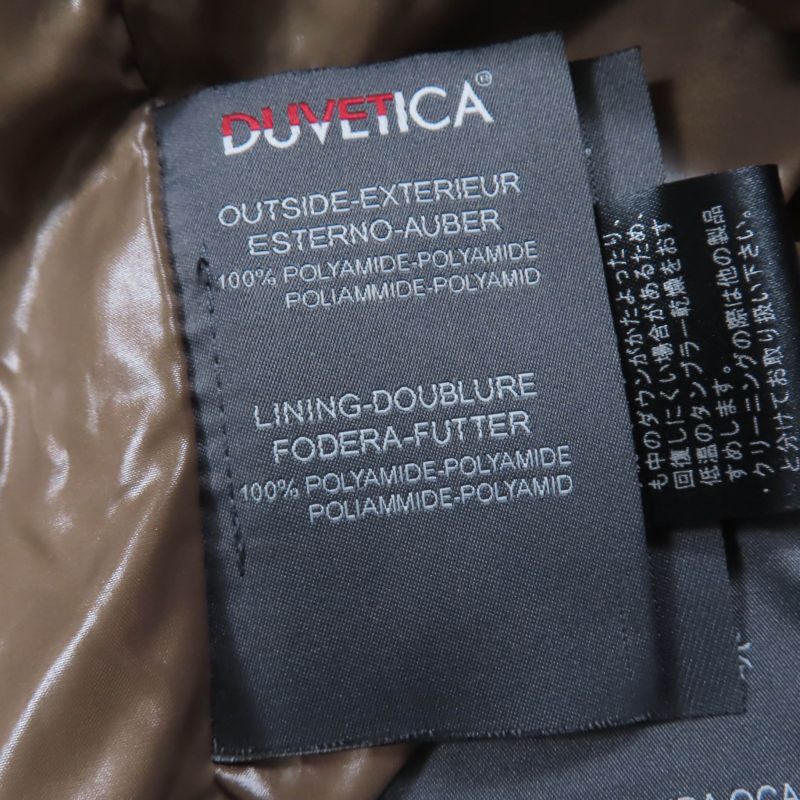 DUVETICA®
OUTSIDE-EXTERIEUR
ESTERNO-AUBER
100% POLYAMIDE-POLYAMIDE
POLIAMMIDE-POLYAMID
LINING-DOUBLURE
FODERA-FUTTER
100% POLYAMIDE-POLYAMIDE
POLIAMMIDE-POLYAMID
も中のダウンがかたよったり、
回復しにくい場合があるため、
低温のタンブラー乾燥をおす
すめします。
クリーニングの際は他の製品
と分けてお取り扱い下さい。